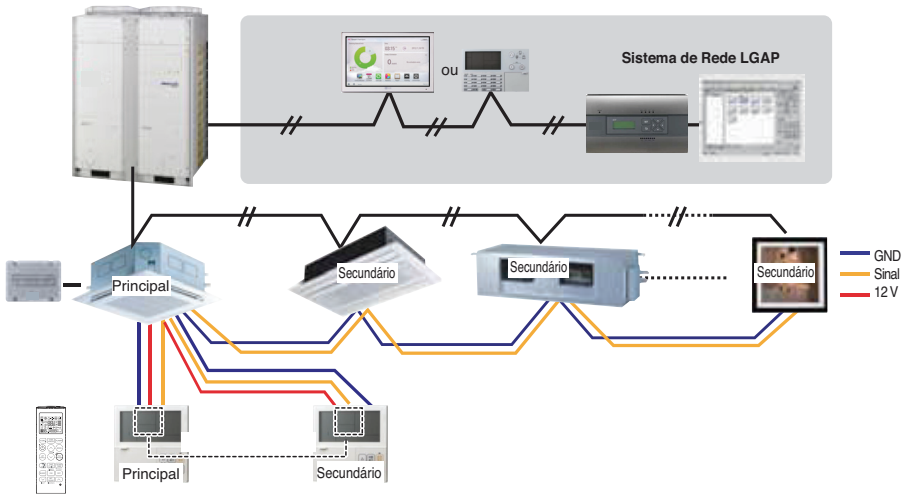 ou
Sistema de Rede LGAP
Principal
Secundário
Secundário
Secundário
GND
Sinal
12 V
Principal
Secundário